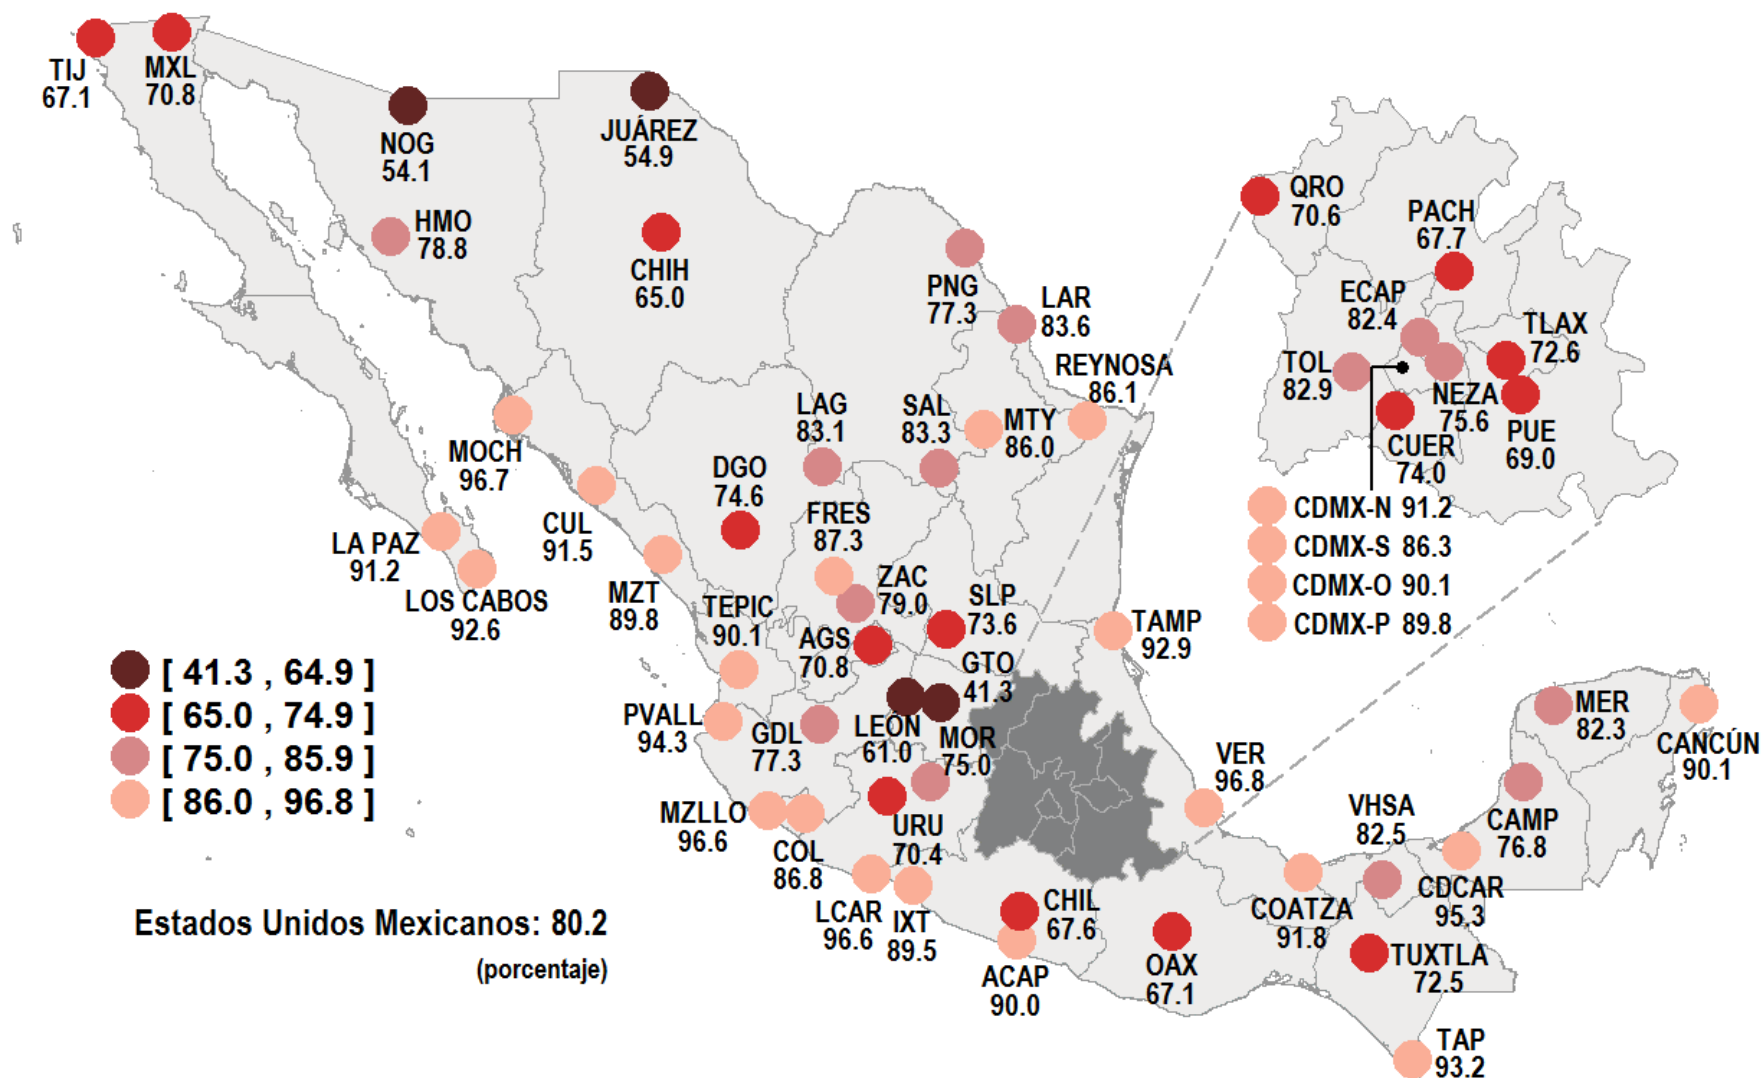 TIJ
67.1
MXL
70.8
NOG
54.1
JUÁREZ
54.9
HMO
78.8
CHIH
65.0
PNG
77.3
LAR
83.6
REYNOSA
86.1
LAG
83.1
SAL
83.3
MTY
86.0
MOCH
96.7
DGO
74.6
CUL
91.5
FRES
87.3
LA PAZ
91.2
LOS CABOS
92.6
MZT
89.8
TEPIC
90.1
ZAC
79.0
SLP
73.6
AGS
70.8
GTO
41.3
TAMP
92.9
PVALL
94.3
GDL
77.3
LEÓN
61.0
MOR
75.0
MZLLO
96.6
COL
86.8
URU
70.4
LCAR
96.6
IXT
89.5
CHIL
67.6
ACAP
90.0
OAX
67.1
VER
96.8
COATZA
91.8
VHSA
82.5
CDCAR
95.3
CAMP
76.8
MER
82.3
CANCÚN
90.1
TUXTLA
72.5
TAP
93.2
QRO
70.6
PACH
67.7
ECAP
82.4
TLAX
72.6
TOL
82.9
NEZA
75.6
PUE
69.0
CUER
74.0
CDMX-N 91.2
CDMX-S 86.3
CDMX-O 90.1
CDMX-P 89.8
[ 41.3 , 64.9 ]
[ 65.0 , 74.9 ]
[ 75.0 , 85.9 ]
[ 86.0 , 96.8 ]
Estados Unidos Mexicanos: 80.2
(porcentaje)